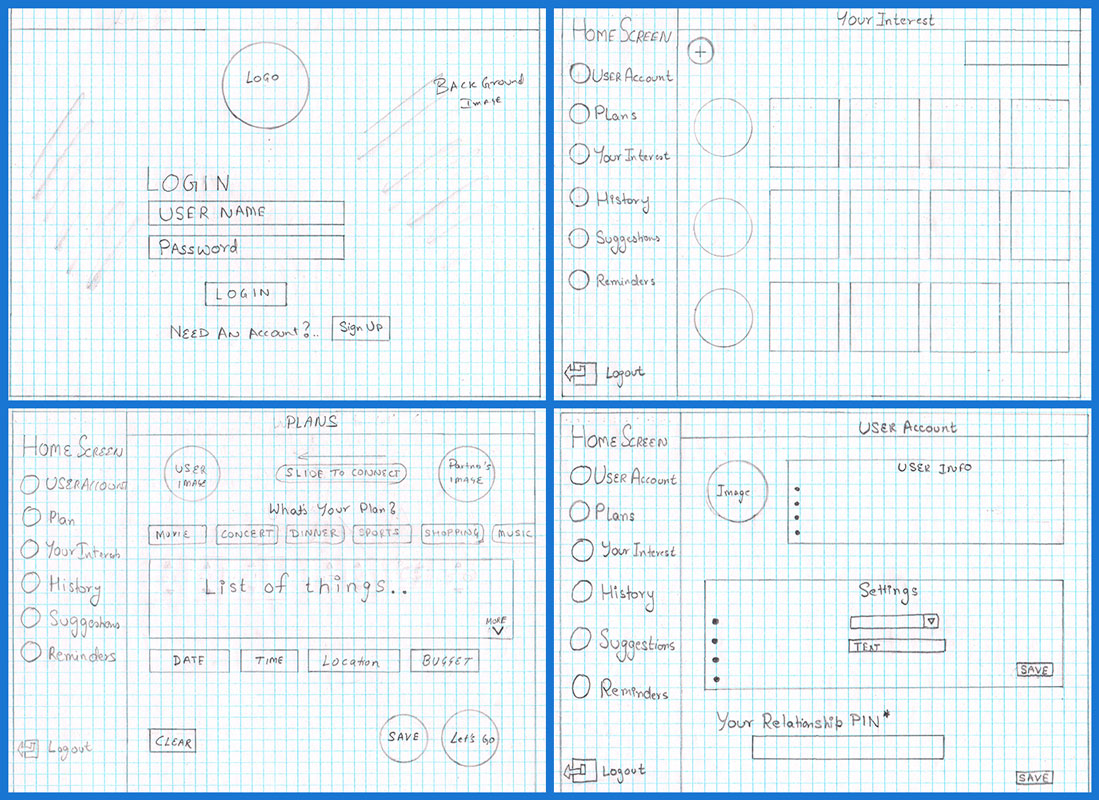 LOGO
BACKGround
IMAGE
LOGIN
USER NAME
PAssword
LOGIN
NEED AN Account?..
Sign UP
Your Interest
HOME SCREEN
+
USER Account
Plans
Your Interest
History
Suggestions
Reminders
Logout
PLANS
HOME SCREEN
USER Account
Plan
Your Interest
History
Suggestions
Reminders
Logout
USER
IMAGE
SLIDE TO CONNECT
Partner's
IMAGE
What's Your Plan?
MOVIE
CONCERT
DINNER
SPORTS
SHOPPING
MUSIC
List of things..
MORE
DATE
TIME
Location
BUGGET
CLEAR
SAVE
Let's Go
USER Account
HOME SCREEN
USER Account
Plans
Your Interest
History
Suggestions
Reminders
Logout
Image
USER INFO
Settings
TEXT
SAVE
Your Relationship PIN*
SAVE